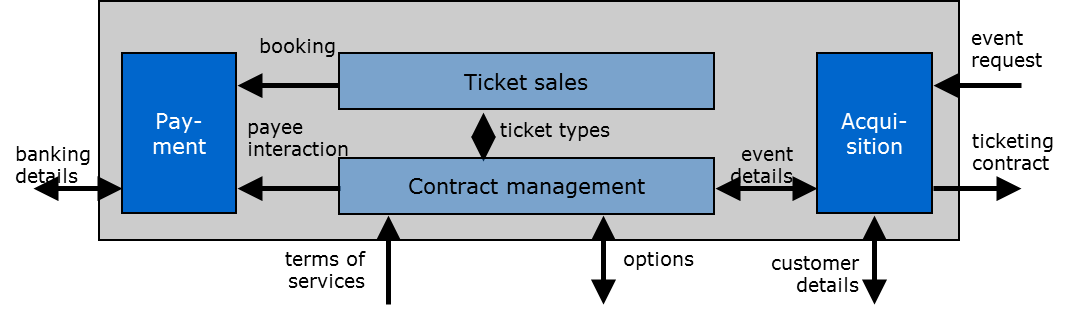 booking
event
request
Ticket sales
Pay-
ment
payee
interaction
ticket types
Acqui-
sition
ticketing
contract
banking
details
event
details
Contract management
terms of
services
options
customer
details